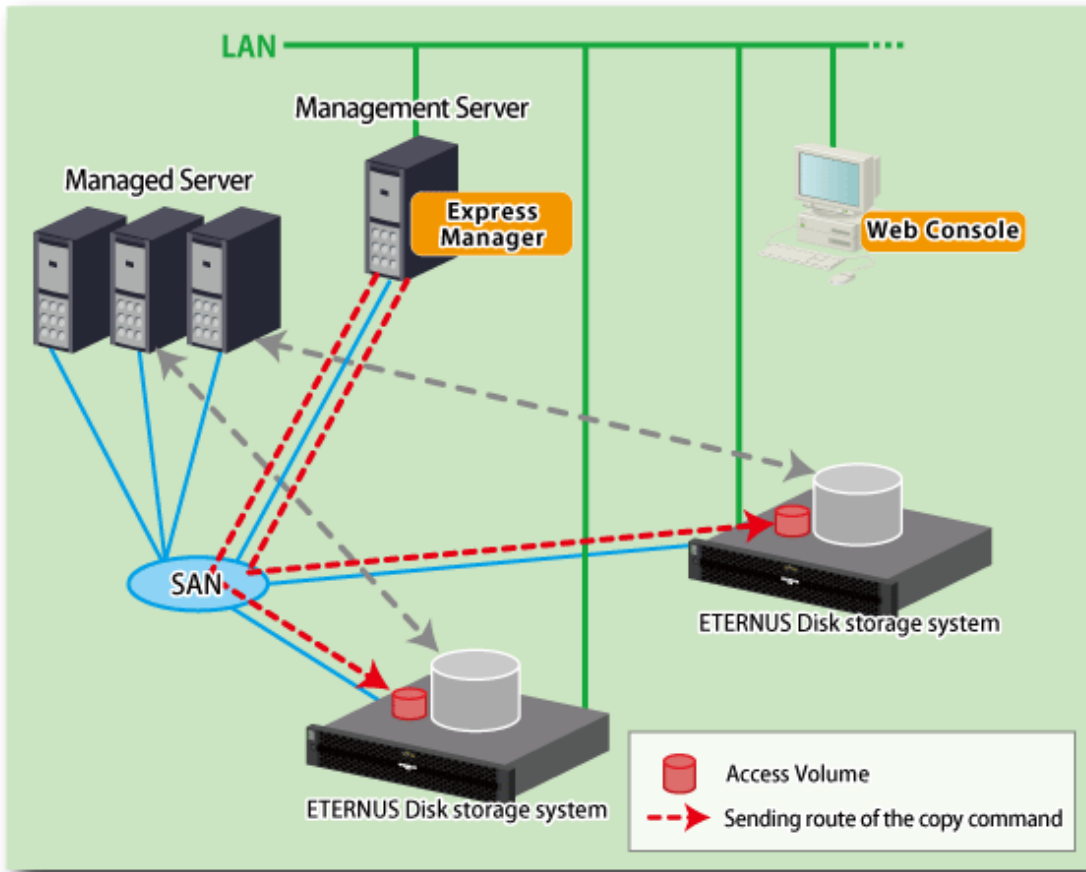 LAN
Management Server
Managed Server
Express
Manager
Web Console
SAN
ETERNUS Disk storage system
ETERNUS Disk storage system
Access Volume
Sending route of the copy command